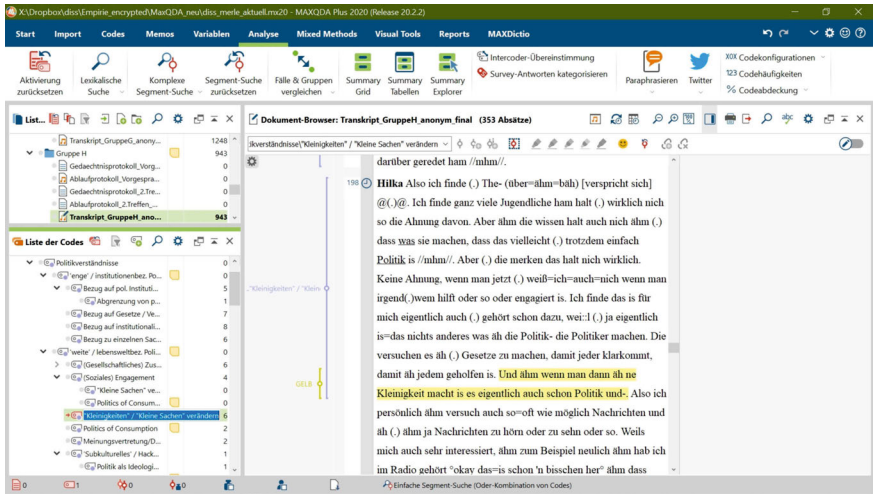 X:\Dropbox\diss\Empirie_encrypted\MaxQDA_neu\diss_merle_aktuell.mx20 - MAXQDA Plus 2020 (Release 20.2.2)
Start Import Codes Memos Variablen Analyse Mixed Methods Visual Tools Reports MAXDictio
Aktivierung zurücksetzen
Lexikalische Suche
Komplexe Segment-Suche
Segment-Suche zurücksetzen
Fälle & Gruppen vergleichen
Summary Grid
Summary Tabellen
Summary Explorer
Intercoder-Übereinstimmung
Survey-Antworten kategorisieren
Paraphrasieren
Twitter
Codekonfigurationen
123 Codehäufigkeiten
% Codeabdeckung
List...
Transkript_GruppeG_anony... 1248
Gruppe H 943
Gedaechtnisprotokoll_Vorg... 0
Ablaufprotokoll_Vorgespra... 0
Gedaechtnisprotokoll_2.Tre... 0
Ablaufprotokoll_2.Treffen_... 0
Transkript_GruppeH_ano... 943
Liste der Codes
Politikverständnisse 0
'enge' / institutionenbez. Po... 0
Bezug auf pol. Instituti... 5
Abgrenzung von p... 1
Bezug auf Gesetze / Ve... 7
Bezug auf institutionali... 8
Bezug zu einzelnen Sac... 6
'weite' / lebensweltbez. Poli... 0
(Gesellschaftliches) Zus... 6
(Soziales) Engagement 4
"Kleine Sachen" ve... 0
Politics of Consum... 0
"Kleinigkeiten" / "Kleine Sachen" verändern 6
Politics of Consumption 2
Meinungsvertretung/D... 2
'Subkulturelles' / Hack... 1
Politik als Ideologi... 1
Dokument-Browser: Transkript_GruppeH_anonym_final (353 Absätze)
ikverständnisse\"Kleinigkeiten" / "Kleine Sachen" verändern
darüber geredet ham //mhm//.
198 Hilka Also ich finde (.) The- (über=ähm=bäh) [verspricht sich]
@(.)@. Ich finde ganz viele Jugendliche ham halt (.) wirklich nich
so die Ahnung davon. Aber ähm die wissen halt auch nich ähm (.)
dass was sie machen, dass das vielleicht (.) trotzdem einfach
Politik is //mhm//. Aber (.) die merken das halt nich wirklich.
Keine Ahnung, wenn man jetzt (.) weiß=ich=auch=nich wenn man
.."Kleinigkeiten" / "Klein
irgend(.)wem hilft oder so oder engagiert is. Ich finde das is für
mich eigentlich auch (.) gehört schon dazu, wei::l (.) ja eigentlich
is=das nichts anderes was äh die Politik- die Politiker machen. Die
versuchen es äh (.) Gesetze zu machen, damit jeder klarkommt,
damit äh jedem geholfen is. Und ähm wenn man dann äh ne
GELB
Kleinigkeit macht is es eigentlich auch schon Politik und-. Also ich
persönlich ähm versuch auch so=oft wie möglich Nachrichten und
äh (.) ähm ja Nachrichten zu hörn oder zu sehn oder so. Weils
mich auch sehr interessiert, ähm zum Beispiel neulich ähm hab ich
im Radio gehört °okay das=is schon 'n bisschen her° ähm dass
0 1 0 0
Einfache Segment-Suche (Oder-Kombination von Codes)